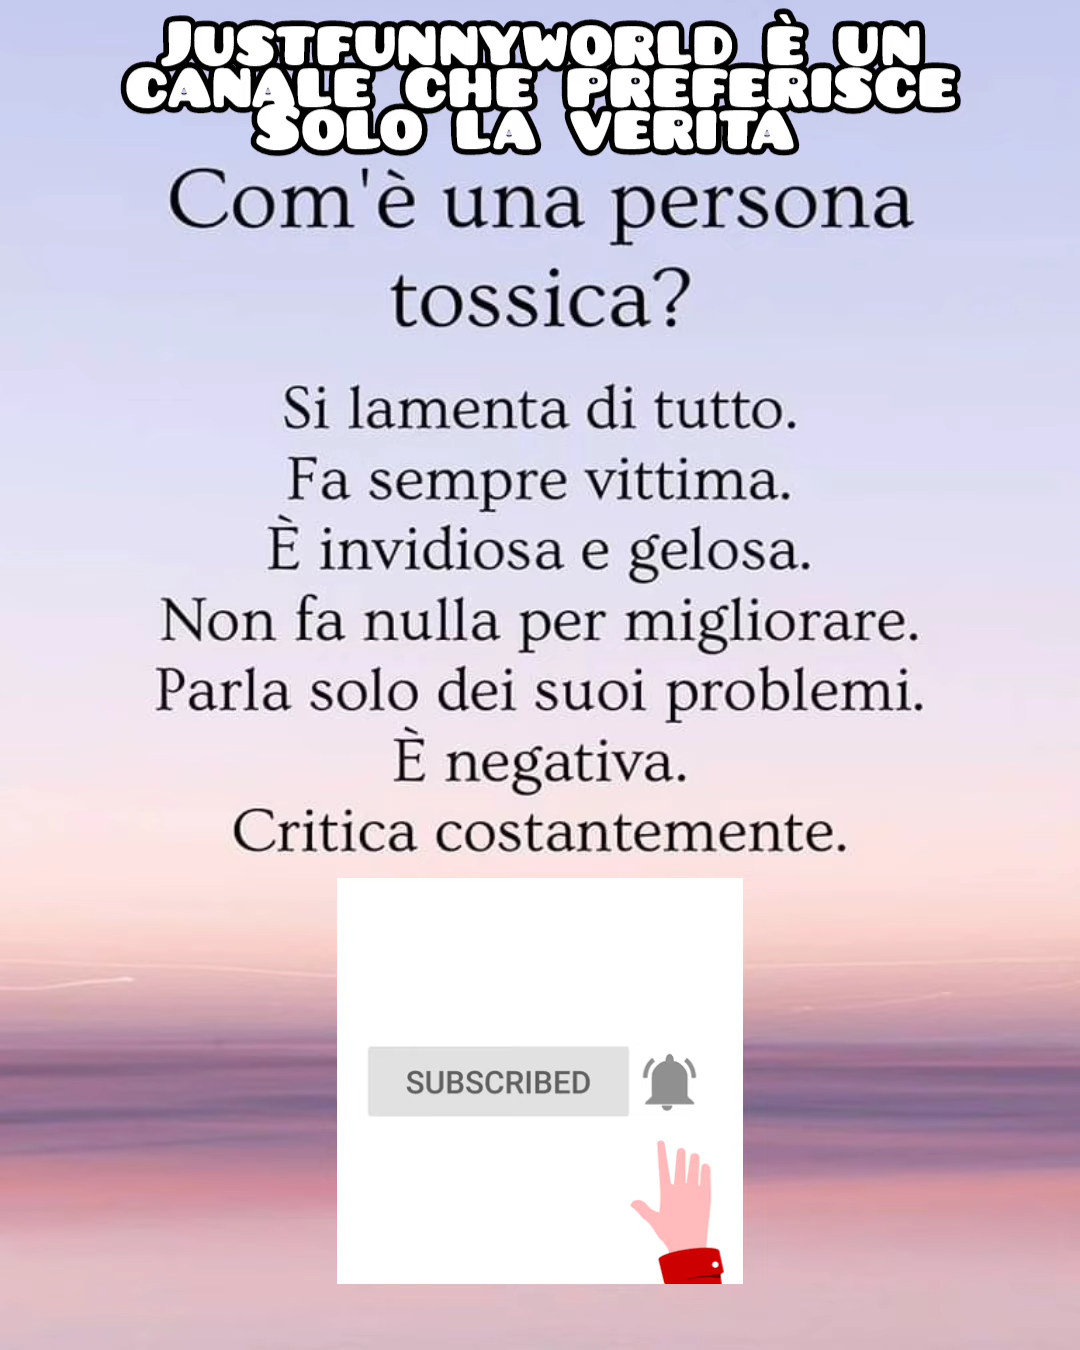 Justfunnyworld è un
canale che preferisce
Solo la verità
Com'è una persona
tossica?
Si lamenta di tutto.
Fa sempre vittima.
È invidiosa e gelosa.
Non fa nulla per migliorare.
Parla solo dei suoi problemi.
È negativa.
Critica costantemente.
SUBSCRIBED